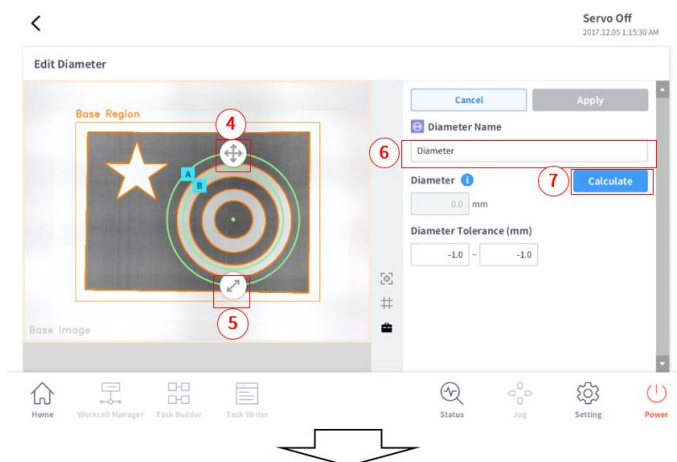 Servo Off
2017.12.05 1:15:30 AM
Edit Diameter
Base Region
4
A
B
5
Base Image
Cancel
Apply
Diameter Name
6
Diameter
Diameter i
7
Calculate
0.0 mm
Diameter Tolerance (mm)
-1.0 ~ -1.0
Home
Workcell Manager
Task Builder
Task Writer
Status
Jog
Setting
Power